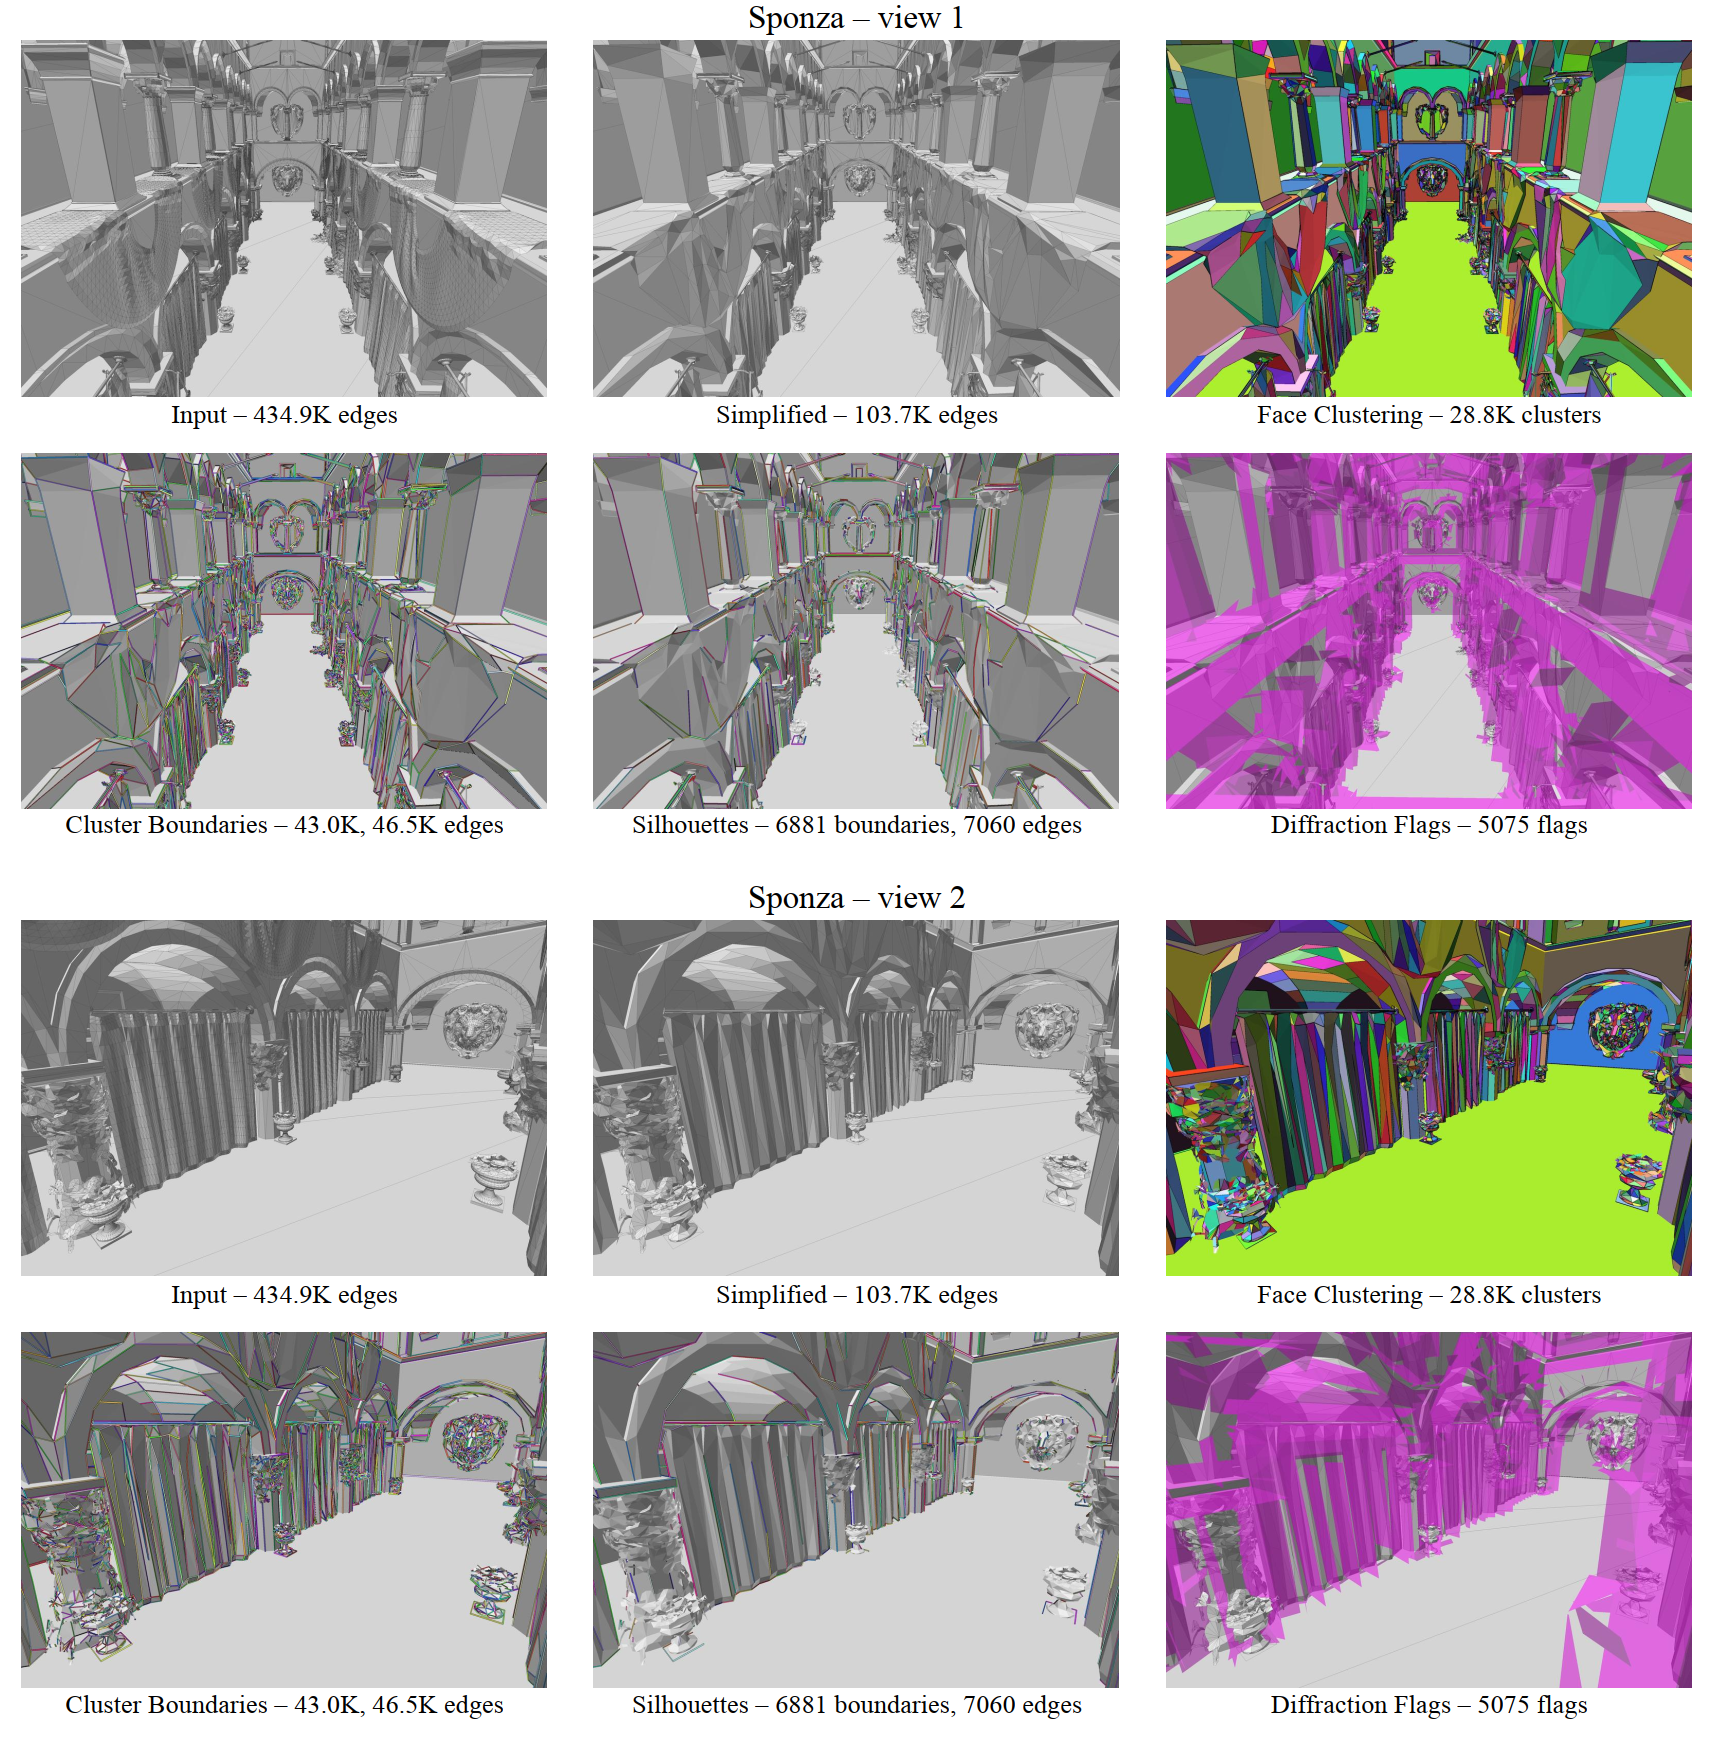 Sponza – view 1
Input – 434.9K edges
Simplified – 103.7K edges
Face Clustering – 28.8K clusters
Cluster Boundaries – 43.0K, 46.5K edges
Silhouettes – 6881 boundaries, 7060 edges
Diffraction Flags – 5075 flags
Sponza – view 2
Input – 434.9K edges
Simplified – 103.7K edges
Face Clustering – 28.8K clusters
Cluster Boundaries – 43.0K, 46.5K edges
Silhouettes – 6881 boundaries, 7060 edges
Diffraction Flags – 5075 flags